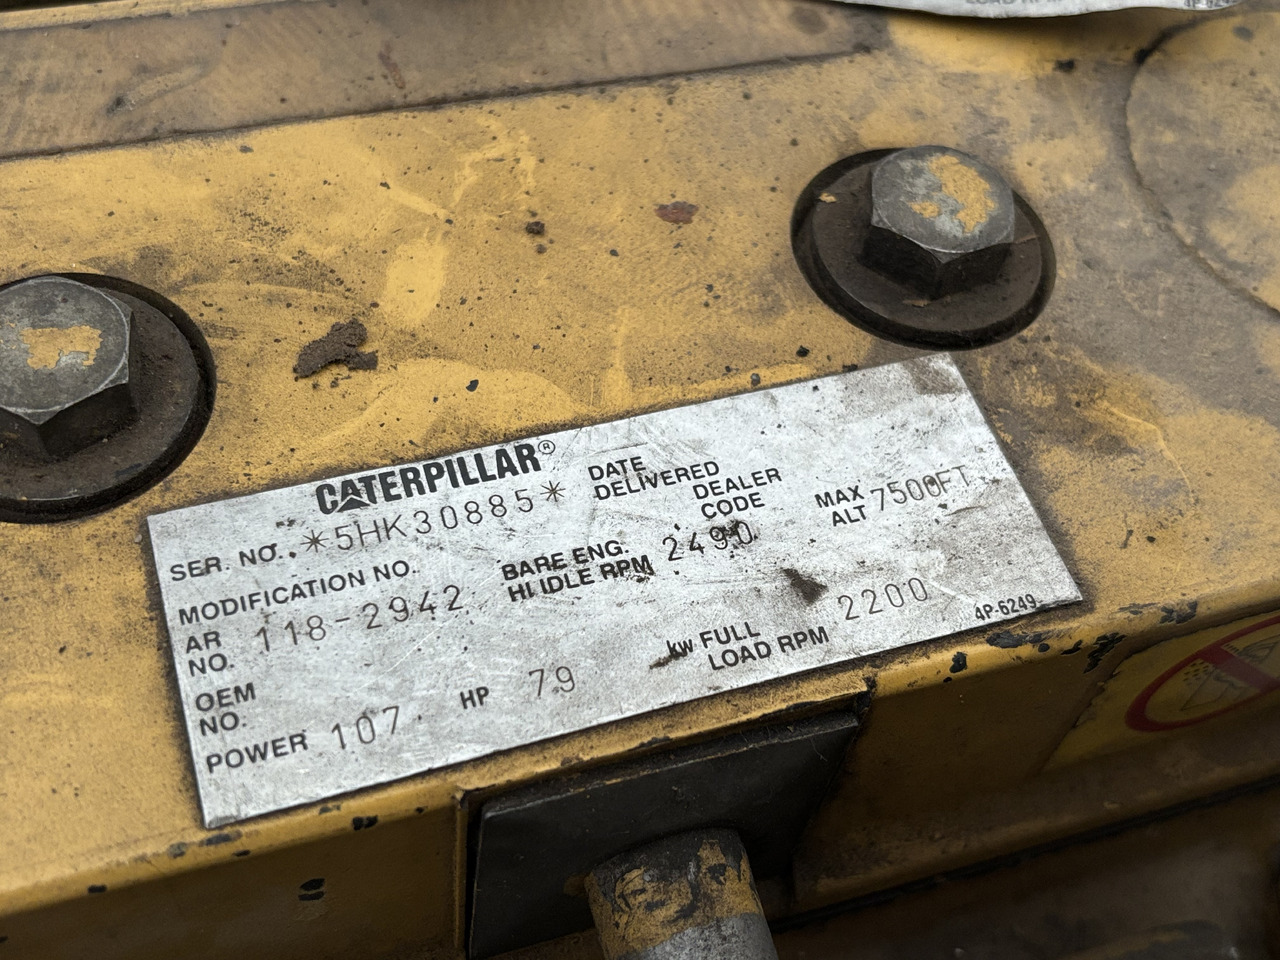 CATERPILLAR®
SER. NO. *5HK30885* DATE DELIVERED
MODIFICATION NO. DEALER CODE
AR NO. 118-2942 BARE ENG. HI IDLE RPM 2490 MAX ALT 7500FT
OEM NO.
POWER 107 HP 79 kw FULL LOAD RPM 2200
4P-6249